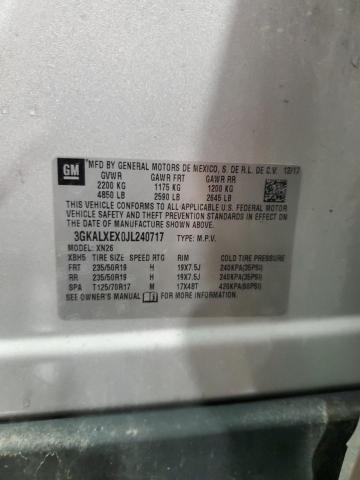 GM
MFD BY GENERAL MOTORS DE MEXICO, S. DE R.L. DE C.V. 12/17
GVWR GAWR FRT GAWR RR
2200 KG 1175 KG 1200 KG
4850 LB 2590 LB 2645 LB
THIS VEHICLE CONFORMS TO ALL APPLICABLE U.S. FEDERAL
MOTOR VEHICLE SAFETY AND THEFT PREVENTION STANDARDS
IN EFFECT ON THE DATE OF MANUFACTURE SHOWN ABOVE.
3GKALXEX0JL240717 TYPE: M.P.V.
MODEL: XN26
XBH5 TIRE SIZE SPEED RTG RIM COLD TIRE PRESSURE
FRT 235/50R19 H 19X7.5J 240KPA(35PSI)
RR 235/50R19 H 19X7.5J 240KPA(35PSI)
SPA T125/70R17 M 17X4BT 420KPA(60PSI)
SEE OWNER'S MANUAL FOR MORE INFORMATION.